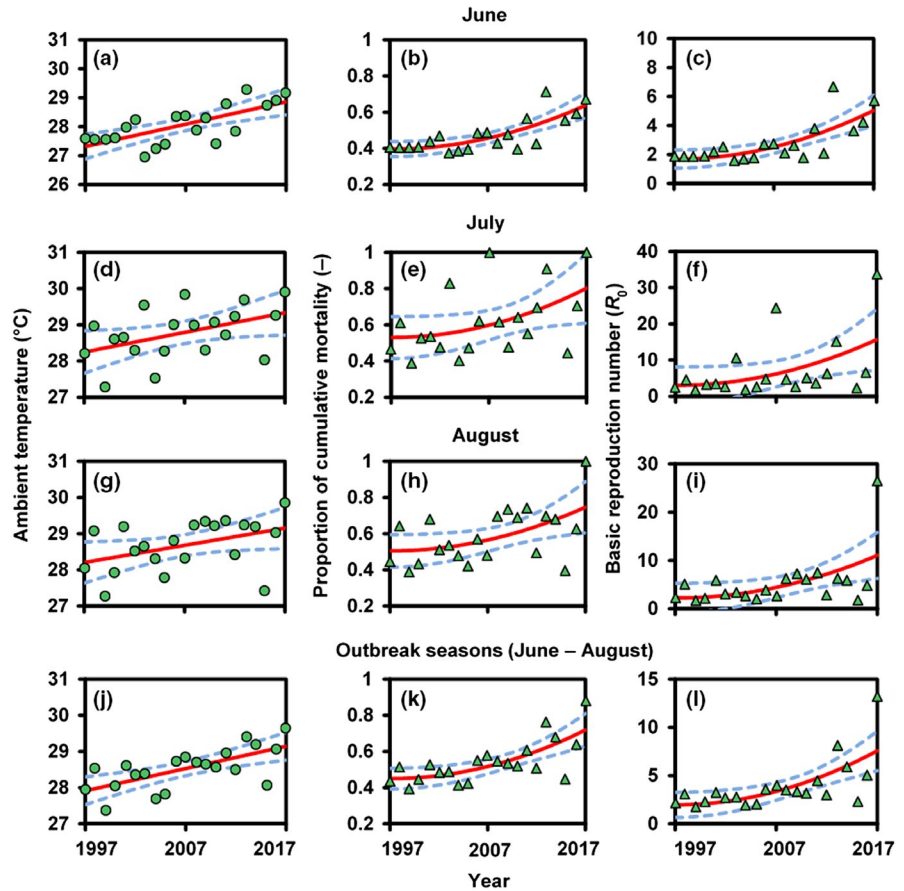 June
(a)
(b)
(c)
31
30
29
28
27
26
1
0.8
0.6
0.4
0.2
10
8
6
4
2
0
July
(d)
(e)
(f)
31
30
29
28
27
1
0.8
0.6
0.4
0.2
40
30
20
10
0
August
(g)
(h)
(i)
31
30
29
28
27
1
0.8
0.6
0.4
0.2
30
20
10
0
Outbreak seasons (June – August)
(j)
(k)
(l)
31
30
29
28
27
1
0.8
0.6
0.4
0.2
15
10
5
0
1997 2007 2017
1997 2007 2017
1997 2007 2017
Year
Ambient temperature (°C)
Proportion of cumulative mortality (–)
Basic reproduction number (R0)